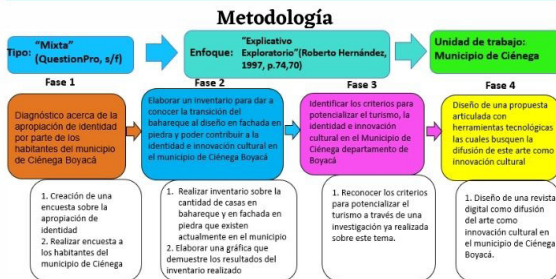 Metodología
Tipo: "Mixta"
(QuestionPro, s/f)
Enfoque: "Explicativo
Exploratorio"(Roberto Hernández,
1997, p.74,70)
Unidad de trabajo:
Municipio de Ciénega
Fase 1
Fase 2
Fase 3
Fase 4
Diagnóstico acerca de la
apropiación de identidad
por parte de los
habitantes del municipio
de Ciénega Boyacá
Elaborar un inventario para dar a
conocer la transición del
bahareque al diseño en fachada en
piedra y poder contribuir a la
identidad e innovación cultural en
el municipio de Ciénega Boyacá
Identificar los criterios para
potencializar el turismo, la
identidad e innovación
cultural en el Municipio de
Ciénega departamento de
Boyacá
Diseño de una propuesta
articulada con
herramientas tecnológicas,
las cuales busquen la
difusión de este arte como
innovación cultural
1. Creación de una
encuesta sobre la
apropiación de
identidad
2. Realizar encuesta a los
habitantes del
municipio de Ciénega
1. Realizar inventario sobre la
cantidad de casas en
bahareque y en fachada en
piedra que existen
actualmente en el municipio
2. Elaborar una gráfica que
demuestre los resultados del
inventario realizado
1. Reconocer los criterios
para potencializar el
turismo a través de una
investigación ya realizada
sobre este tema.
1. Diseño de una revista
digital como difusión
del arte como
innovación cultural en
el municipio de Ciénega
Boyacá.